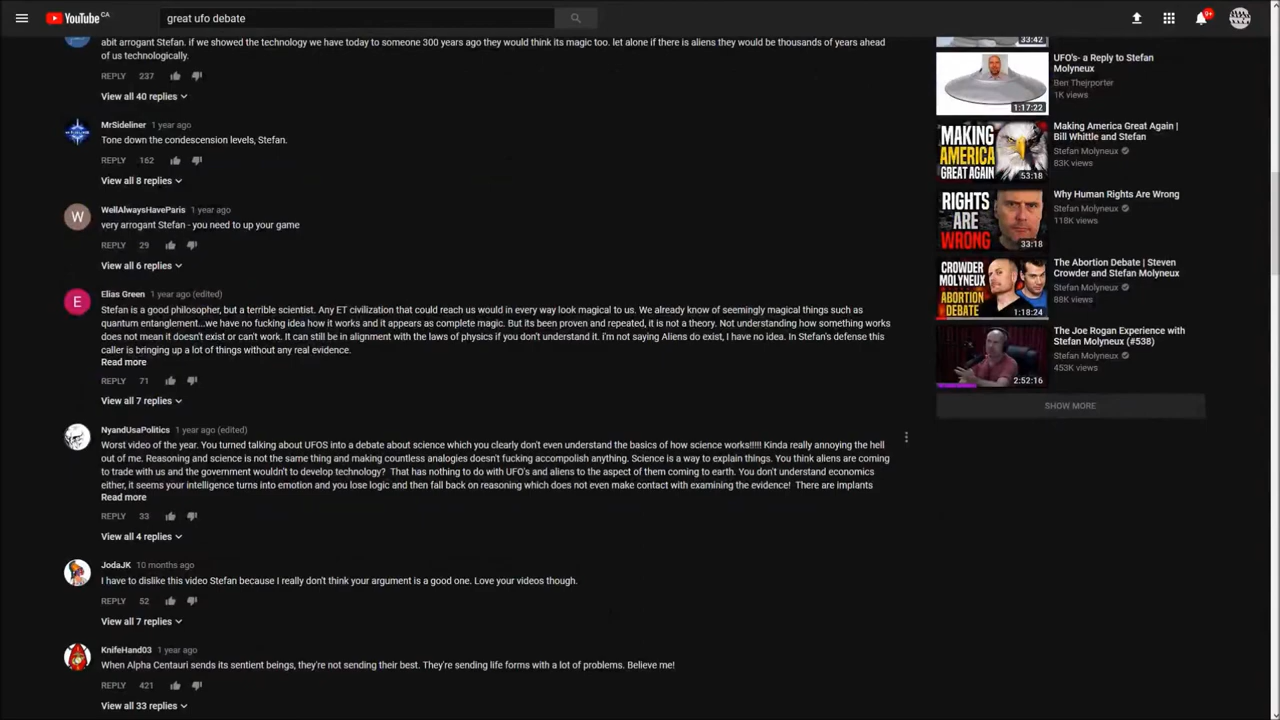 YouTube CA
great ufo debate
9+
abit arrogant Stefan. if we showed the technology we have today to someone 300 years ago they would think its magic too. let alone if there is aliens they would be thousands of years ahead
of us technologically.
REPLY 237
View all 40 replies
MrSideliner 1 year ago
Tone down the condescension levels, Stefan.
REPLY 162
View all 8 replies
W
WellAlwaysHaveParis 1 year ago
very arrogant Stefan - you need to up your game
REPLY 29
View all 6 replies
E
Elias Green 1 year ago (edited)
Stefan is a good philosopher, but a terrible scientist. Any ET civilization that could reach us would in every way look magical to us. We already know of seemingly magical things such as
quantum entanglement...we have no fucking idea how it works and it appears as complete magic. But its been proven and repeated, it is not a theory. Not understanding how something works
does not mean it doesn't exist or can't work. It can still be in alignment with the laws of physics if you don't understand it. i'm not saying Aliens do exist, I have no idea. In Stefan's defense this
caller is bringing up a lot of things without any real evidence.
Read more
REPLY 71
View all 7 replies
NyandUsaPolitics 1 year ago (edited)
Worst video of the year. You turned talking about UFOS into a debate about science which you clearly don't even understand the basics of how science works!!!!! Kinda really annoying the hell
out of me. Reasoning and science is not the same thing and making countless analogies doesn't fucking accomplish anything. Science is a way to explain things. You think aliens are coming
to trade with us and the government wouldn't to develop technology? That has nothing to do with UFO's and aliens to the aspect of them coming to earth. You don't understand economics
either, it seems your intelligence turns into emotion and you lose logic and then fall back on reasoning which does not even make contact with examining the evidence! There are implants
Read more
REPLY 33
View all 4 replies
JodaJK 10 months ago
I have to dislike this video Stefan because I really don't think your argument is a good one. Love your videos though.
REPLY 52
View all 7 replies
KnifeHand03 1 year ago
When Alpha Centauri sends its sentient beings, they're not sending their best. They're sending life forms with a lot of problems. Believe me!
REPLY 421
View all 33 replies
33:42
1:17:22
UFO's- a Reply to Stefan
Molyneux
Ben Thejrporter
1K views
MAKING
AMERICA
GREAT
AGAIN
53:18
Making America Great Again |
Bill Whittle and Stefan
Stefan Molyneux
83K views
RIGHTS
ARE
WRONG
33:18
Why Human Rights Are Wrong
Stefan Molyneux
118K views
CROWDER
MOLYNEUX
ABORTION
DEBATE
1:18:24
The Abortion Debate | Steven
Crowder and Stefan Molyneux
Stefan Molyneux
88K views
2:52:16
The Joe Rogan Experience with
Stefan Molyneux (#538)
Stefan Molyneux
453K views
SHOW MORE